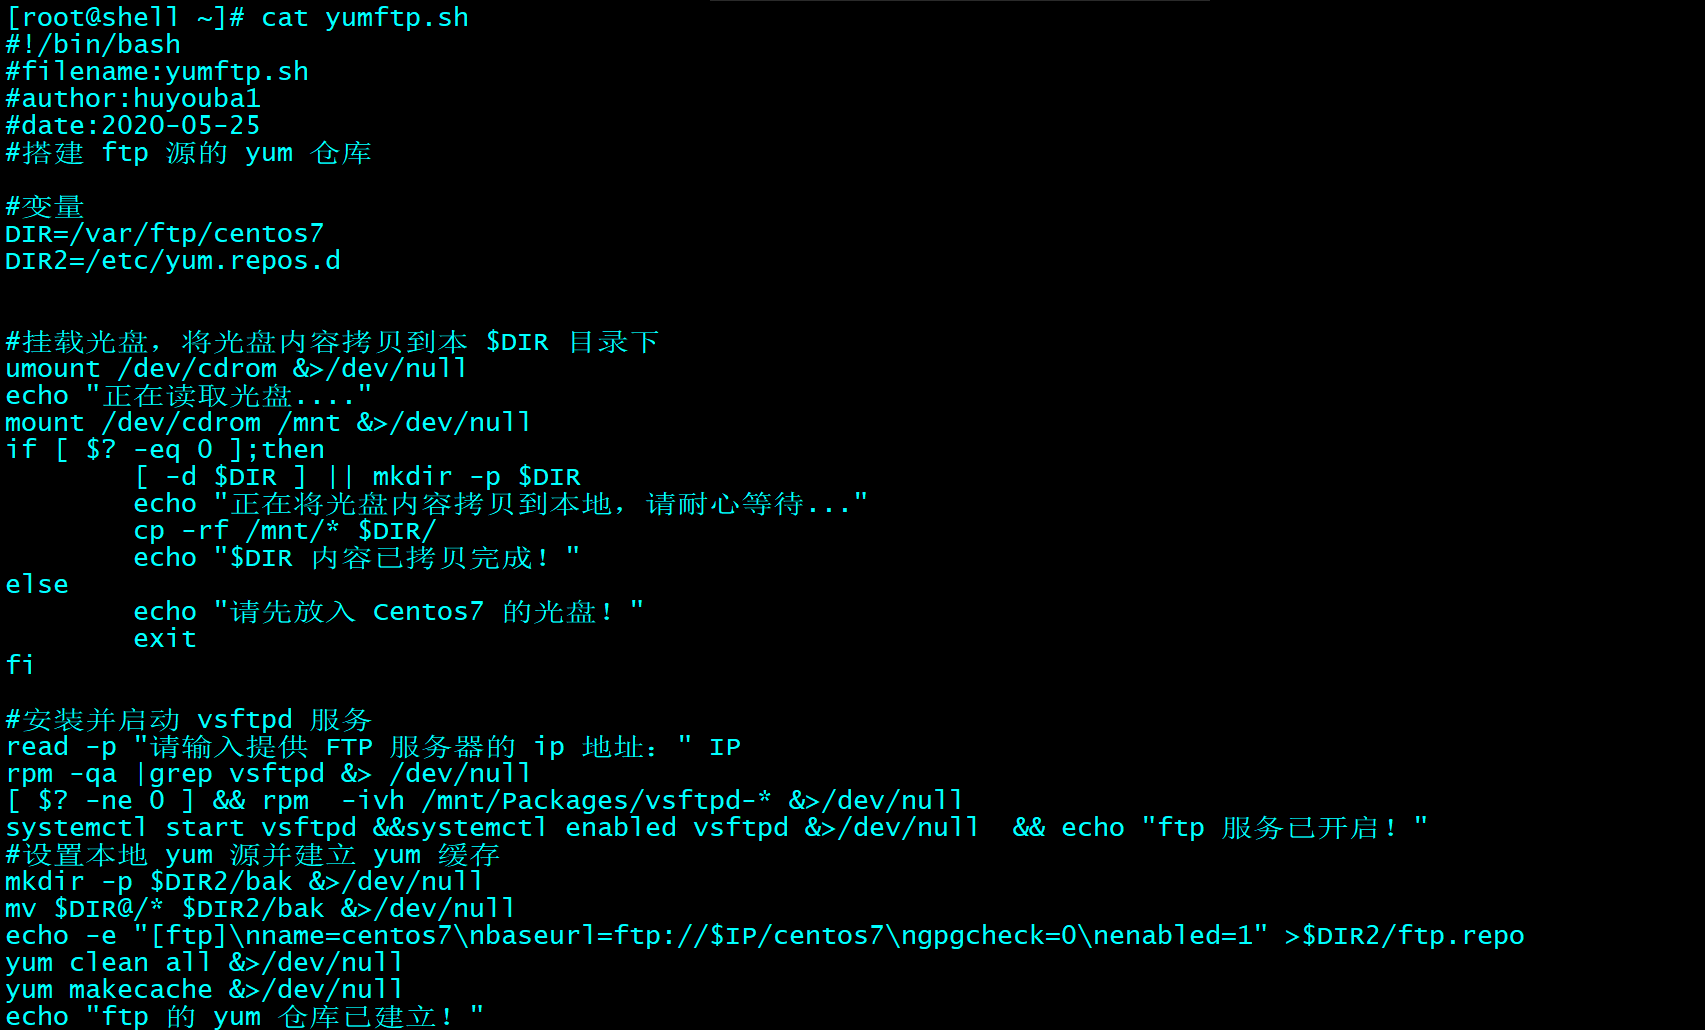 [root@shell ~]# cat yumftp.sh
#!/bin/bash
#filename:yumftp.sh
#author:huyouba1
#date:2020-05-25
#搭建 ftp 源的 yum 仓库
#变量
DIR=/var/ftp/centos7
DIR2=/etc/yum.repos.d
#挂载光盘，将光盘内容拷贝到本 $DIR 目录下
umount /dev/cdrom &>/dev/null
echo "正在读取光盘...."
mount /dev/cdrom /mnt &>/dev/null
if [ $? -eq 0 ];then
        [ -d $DIR ] || mkdir -p $DIR
        echo "正在将光盘内容拷贝到本地，请耐心等待..."
        cp -rf /mnt/* $DIR/
        echo "$DIR 内容已拷贝完成！"
else
        echo "请先放入 Centos7 的光盘！"
        exit
fi
#安装并启动 vsftpd 服务
read -p "请输入提供 FTP 服务器的 ip 地址：" IP
rpm -qa |grep vsftpd &> /dev/null
[ $? -ne 0 ] && rpm  -ivh /mnt/Packages/vsftpd-* &>/dev/null
systemctl start vsftpd &&systemctl enabled vsftpd &>/dev/null  && echo "ftp 服务已开启！"
#设置本地 yum 源并建立 yum 缓存
mkdir -p $DIR2/bak &>/dev/null
mv $DIR@/* $DIR2/bak &>/dev/null
echo -e "[ftp]\nname=centos7\nbaseurl=ftp://$IP/centos7\ngpgcheck=0\nenabled=1" >$DIR2/ftp.repo
yum clean all &>/dev/null
yum makecache &>/dev/null
echo "ftp 的 yum 仓库已建立！"